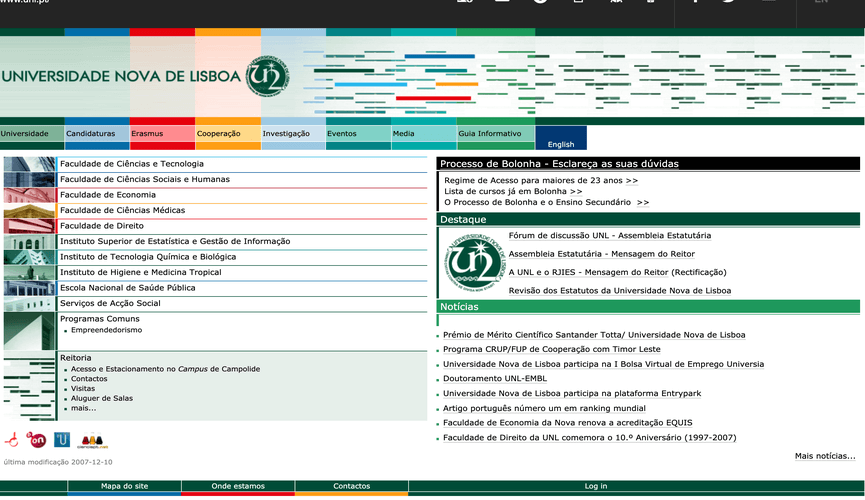 www.unl.pt
EN
UNIVERSIDADE NOVA DE LISBOA
Universidade
Candidaturas
Erasmus
Cooperação
Investigação
Eventos
Media
Guia Informativo
English
Faculdade de Ciências e Tecnologia
Faculdade de Ciências Sociais e Humanas
Faculdade de Economia
Faculdade de Ciências Médicas
Faculdade de Direito
Instituto Superior de Estatística e Gestão de Informação
Instituto de Tecnologia Química e Biológica
Instituto de Higiene e Medicina Tropical
Escola Nacional de Saúde Pública
Serviços de Acção Social
Programas Comuns
Empreendedorismo
Reitoria
Acesso e Estacionamento no Campus de Campolide
Contactos
Visitas
Aluguer de Salas
mais...
última modificação 2007-12-10
Processo de Bolonha - Esclareça as suas dúvidas
Regime de Acesso para maiores de 23 anos >>
Lista de cursos já em Bolonha >>
O Processo de Bolonha e o Ensino Secundário >>
Destaque
Fórum de discussão UNL - Assembleia Estatutária
Assembleia Estatutária - Mensagem do Reitor
A UNL e o RJIES - Mensagem do Reitor (Rectificação)
Revisão dos Estatutos da Universidade Nova de Lisboa
Notícias
Prémio de Mérito Científico Santander Totta/ Universidade Nova de Lisboa
Programa CRUP/FUP de Cooperação com Timor Leste
Universidade Nova de Lisboa participa na I Bolsa Virtual de Emprego Universia
Doutoramento UNL-EMBL
Universidade Nova de Lisboa participa na plataforma Entrypark
Artigo português número um em ranking mundial
Faculdade de Economia da Nova renova a acreditação EQUIS
Faculdade de Direito da UNL comemora o 10.º Aniversário (1997-2007)
Mais notícias...
Mapa do site
Onde estamos
Contactos
Log in